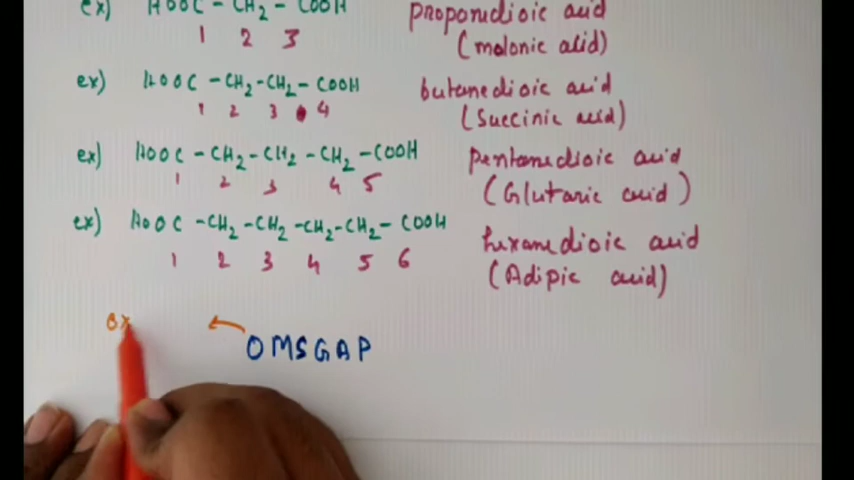 ex) HOOC - CH2 - COOH propanedioic acid
1 2 3 (malonic acid)
ex) HOOC - CH2 - CH2 - COOH butanedioic acid
1 2 3 4 (Succinic acid)
ex) HOOC - CH2 - CH2 - CH2 - COOH pentanedioic acid
1 2 3 4 5 (Glutaric acid)
ex) HOOC - CH2 - CH2 - CH2 - CH2 - COOH hexanedioic acid
1 2 3 4 5 6 (Adipic acid)
ox
OMSGAP